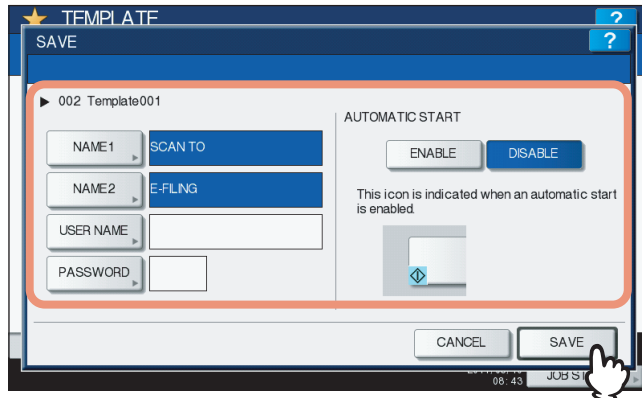 TEMPLATE
?
SAVE
?
002 Template001
NAME1
SCAN TO
NAME2
E-FILING
USER NAME
PASSWORD
AUTOMATIC START
ENABLE
DISABLE
This icon is indicated when an automatic start
is enabled.
CANCEL
SAVE
08:43
JOB ST